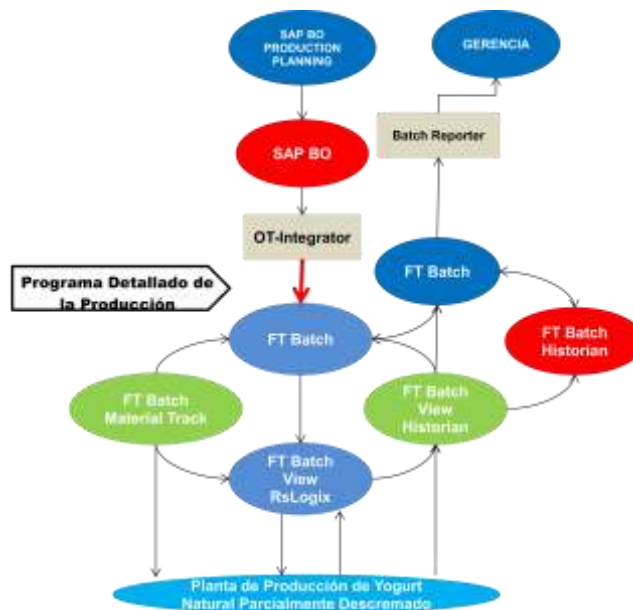 SAP BO
PRODUCTION
PLANNING
GERENCIA
Batch Reporter
SAP BO
OT-Integrator
FT Batch
Programa Detallado de
la Producción
FT Batch
FT Batch
Historian
FT Batch
Material Track
FT Batch
View
Historian
FT Batch
View
RsLogix
Planta de Producción de Yogurt
Natural Parcialmente Descremado